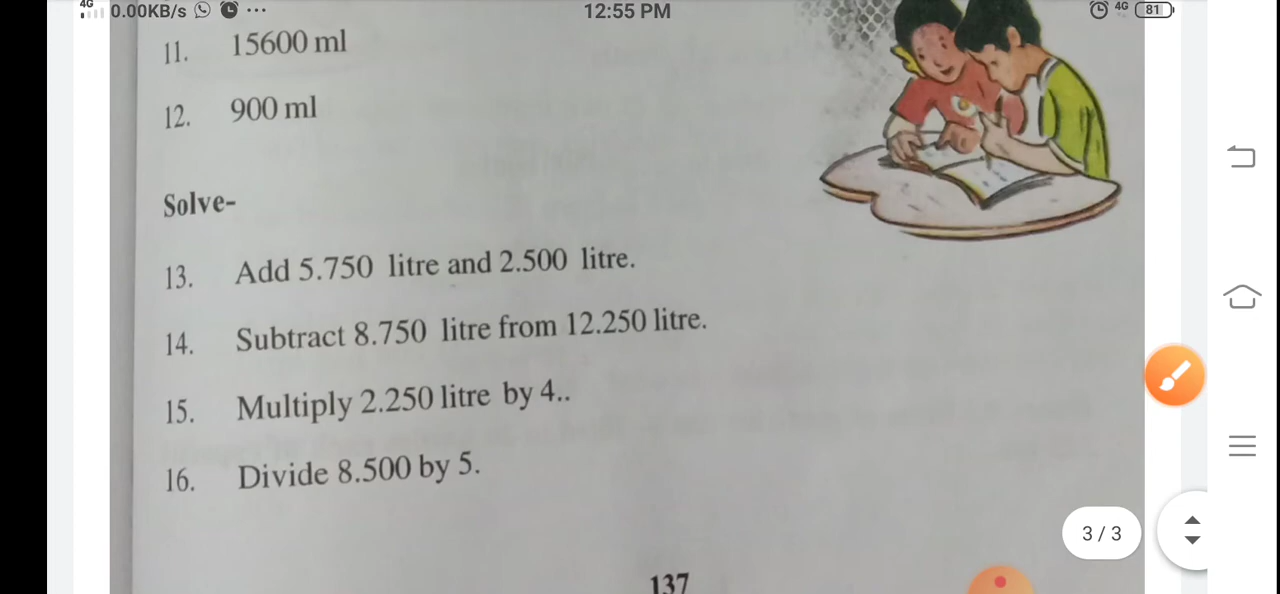 4G
0.00KB/s ...
12:55 PM
4G 81
11. 15600 ml
12. 900 ml
Solve-
13. Add 5.750 litre and 2.500 litre.
14. Subtract 8.750 litre from 12.250 litre.
15. Multiply 2.250 litre by 4..
16. Divide 8.500 by 5.
3 / 3
137